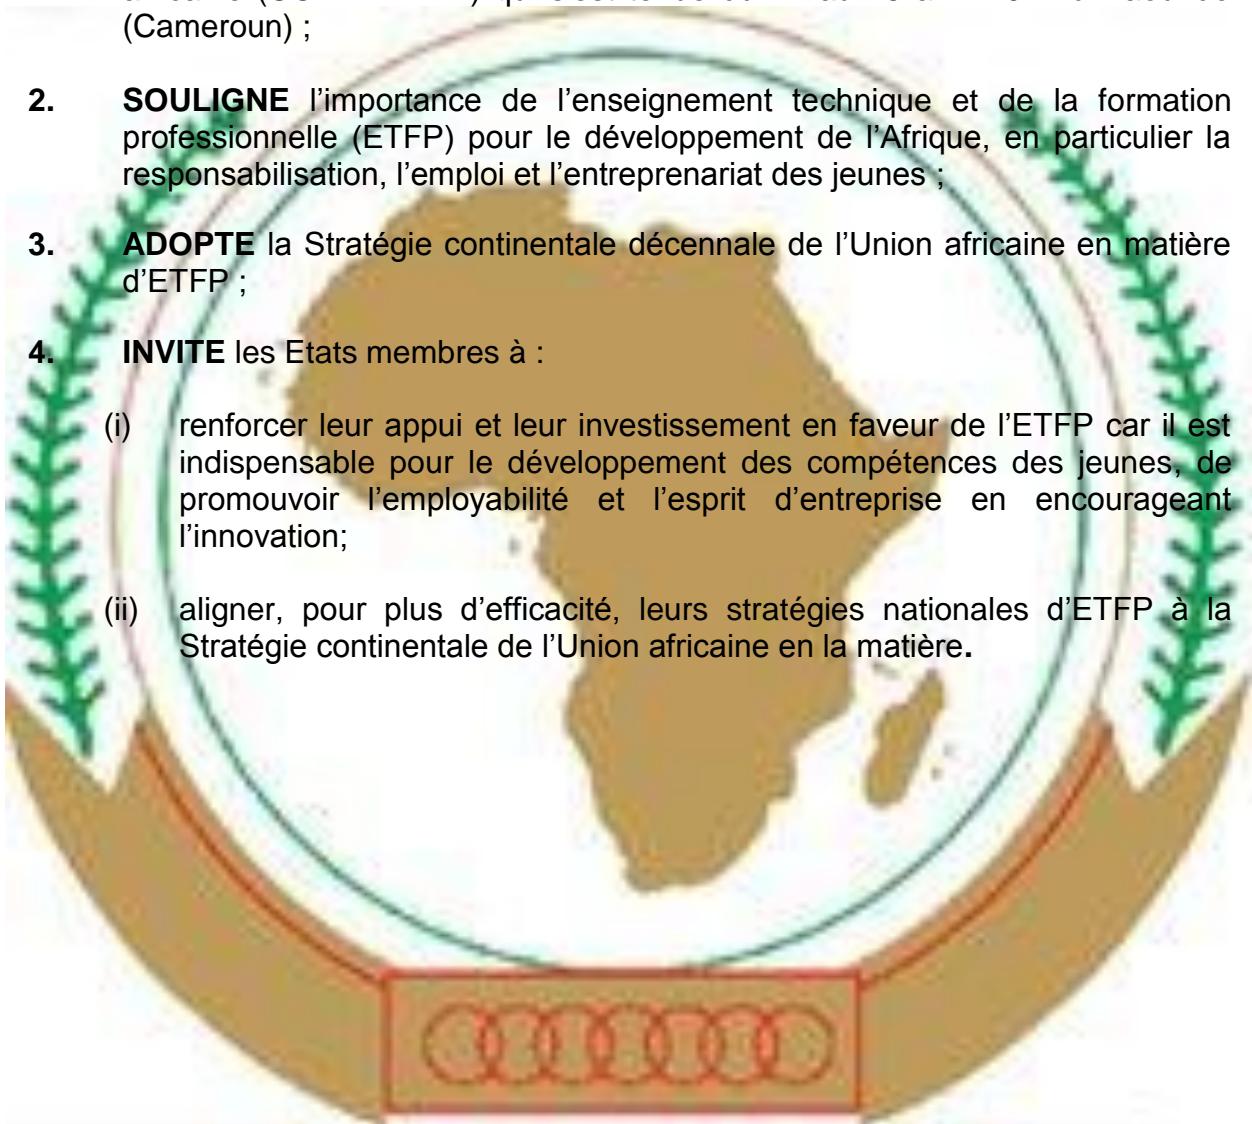 (Cameroun) ;
2. SOULIGNE l’importance de l’enseignement technique et de la formation
professionnelle (ETFP) pour le développement de l’Afrique, en particulier la
responsabilisation, l’emploi et l’entreprenariat des jeunes ;
3. ADOPTE la Stratégie continentale décennale de l’Union africaine en matière
d’ETFP ;
4. INVITE les Etats membres à :
(i) renforcer leur appui et leur investissement en faveur de l’ETFP car il est
indispensable pour le développement des compétences des jeunes, de
promouvoir l’employabilité et l’esprit d’entreprise en encourageant
l’innovation;
(ii) aligner, pour plus d’efficacité, leurs stratégies nationales d’ETFP à la
Stratégie continentale de l’Union africaine en la matière.